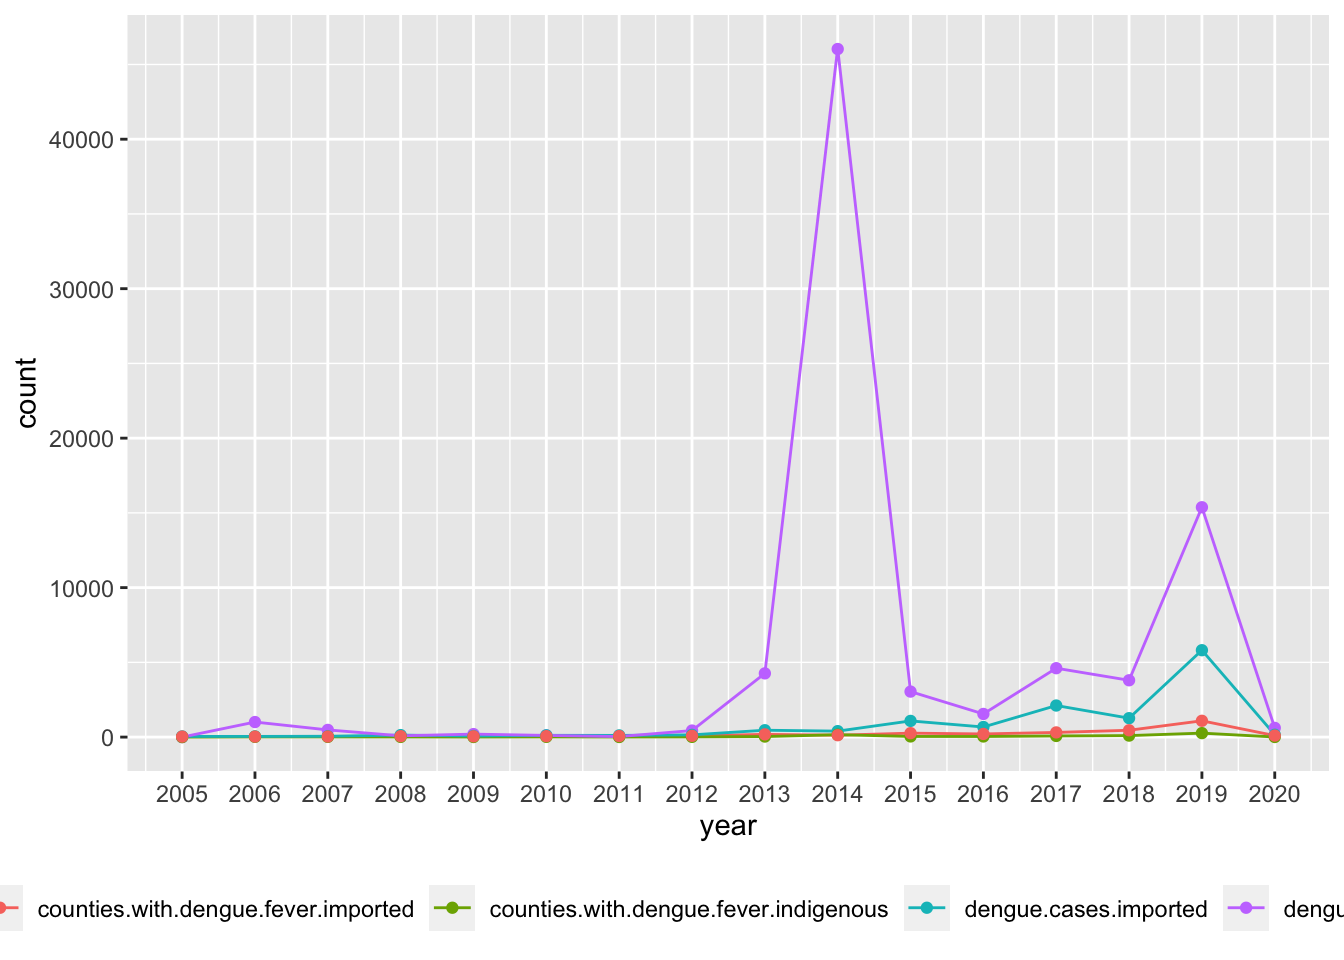 40000
30000
20000
10000
0
count
2005 2006 2007 2008 2009 2010 2011 2012 2013 2014 2015 2016 2017 2018 2019 2020
year
counties.with.dengue.fever.imported counties.with.dengue.fever.indigenous dengue.cases.imported dengu